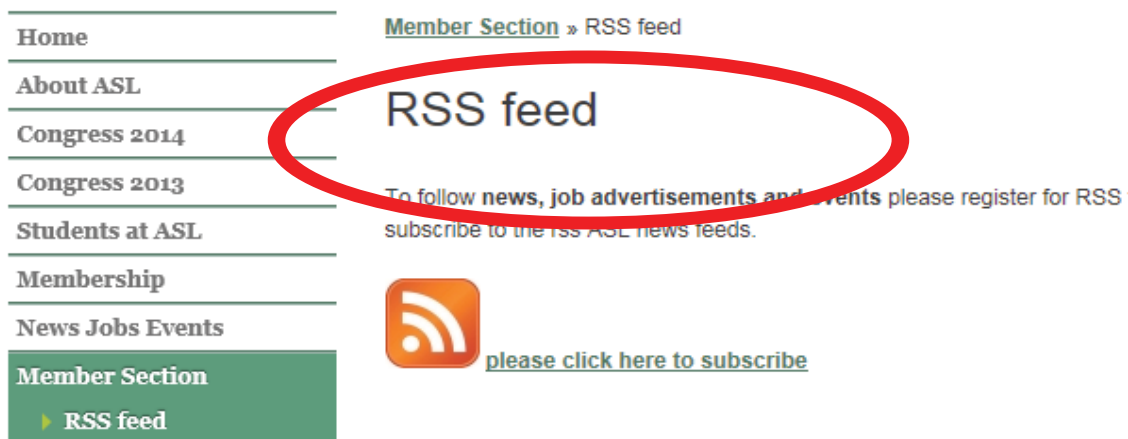 Home
About ASL
Congress 2014
Congress 2013
Students at ASL
Membership
News Jobs Events
Member Section
RSS feed
Member Section » RSS feed
RSS feed
To follow news, job advertisements and events please register for RSS
subscribe to the rss ASL news feeds.
please click here to subscribe